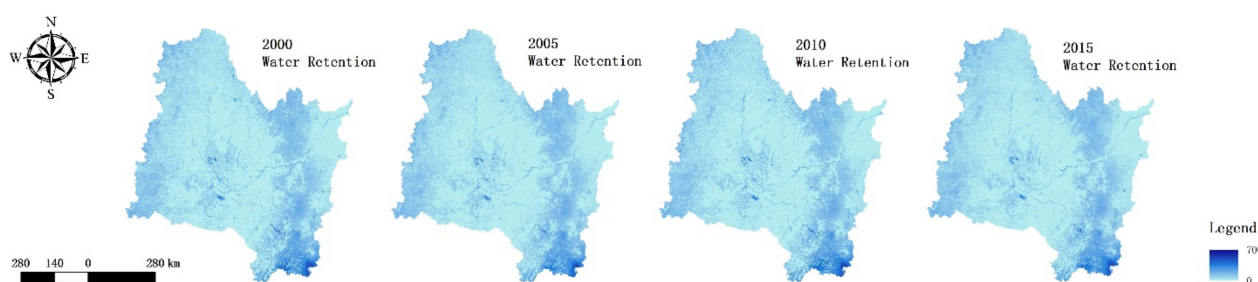 N
W E
S
2000
Water Retention
2005
Water Retention
2010
Water Retention
2015
Water Retention
280 140 0 280 km
Legend
700
0